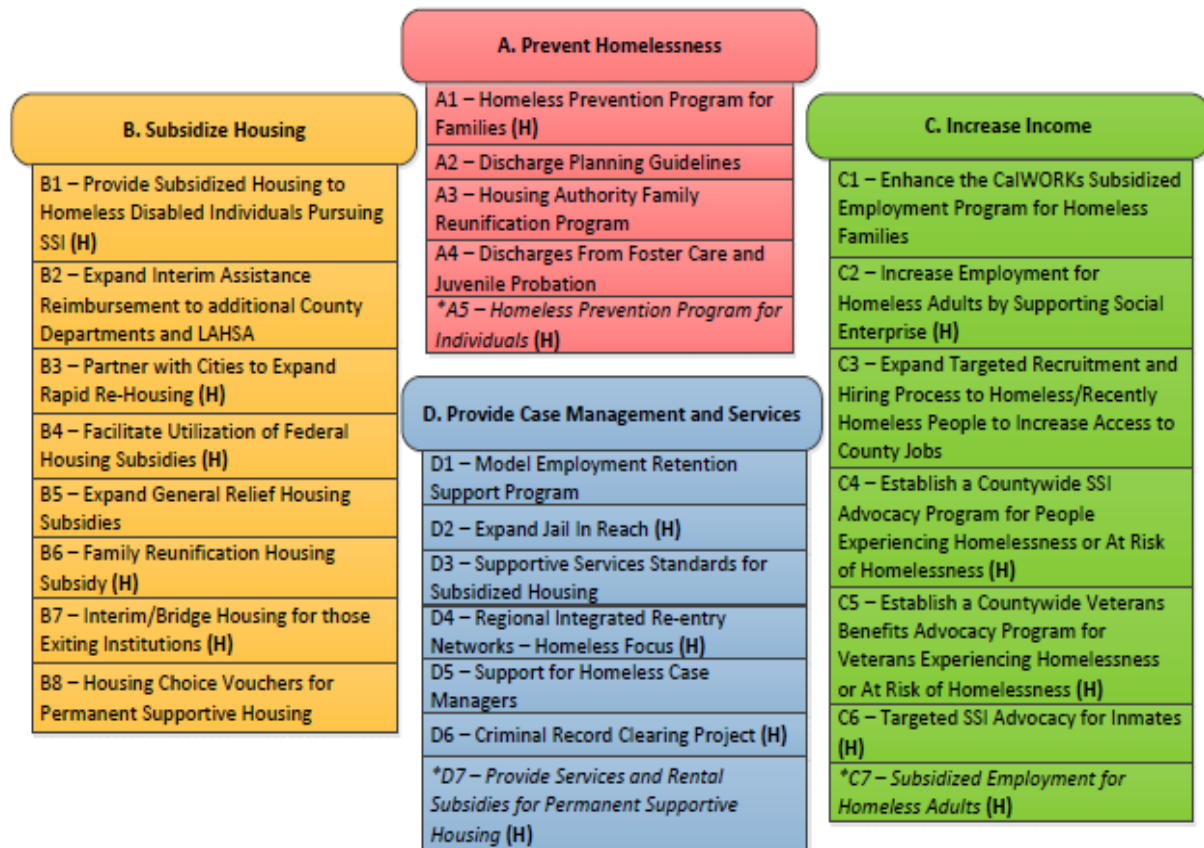 A. Prevent Homelessness
A1 – Homeless Prevention Program for
Families (H)
A2 – Discharge Planning Guidelines
A3 – Housing Authority Family
Reunification Program
A4 – Discharges From Foster Care and
Juvenile Probation
*A5 – Homeless Prevention Program for
Individuals (H)
B. Subsidize Housing
B1 – Provide Subsidized Housing to
Homeless Disabled Individuals Pursuing
SSI (H)
B2 – Expand Interim Assistance
Reimbursement to additional County
Departments and LAHSA
B3 – Partner with Cities to Expand
Rapid Re-Housing (H)
B4 – Facilitate Utilization of Federal
Housing Subsidies (H)
B5 – Expand General Relief Housing
Subsidies
B6 – Family Reunification Housing
Subsidy (H)
B7 – Interim/Bridge Housing for those
Exiting Institutions (H)
B8 – Housing Choice Vouchers for
Permanent Supportive Housing
C. Increase Income
C1 – Enhance the CalWORKs Subsidized
Employment Program for Homeless
Families
C2 – Increase Employment for
Homeless Adults by Supporting Social
Enterprise (H)
C3 – Expand Targeted Recruitment and
Hiring Process to Homeless/Recently
Homeless People to Increase Access to
County Jobs
C4 – Establish a Countywide SSI
Advocacy Program for People
Experiencing Homelessness or At Risk
of Homelessness (H)
C5 – Establish a Countywide Veterans
Benefits Advocacy Program for
Veterans Experiencing Homelessness
or At Risk of Homelessness (H)
C6 – Targeted SSI Advocacy for Inmates
(H)
*C7 – Subsidized Employment for
Homeless Adults (H)
D. Provide Case Management and Services
D1 – Model Employment Retention
Support Program
D2 – Expand Jail In Reach (H)
D3 – Supportive Services Standards for
Subsidized Housing
D4 – Regional Integrated Re-entry
Networks – Homeless Focus (H)
D5 – Support for Homeless Case
Managers
D6 – Criminal Record Clearing Project (H)
*D7 – Provide Services and Rental
Subsidies for Permanent Supportive
Housing (H)